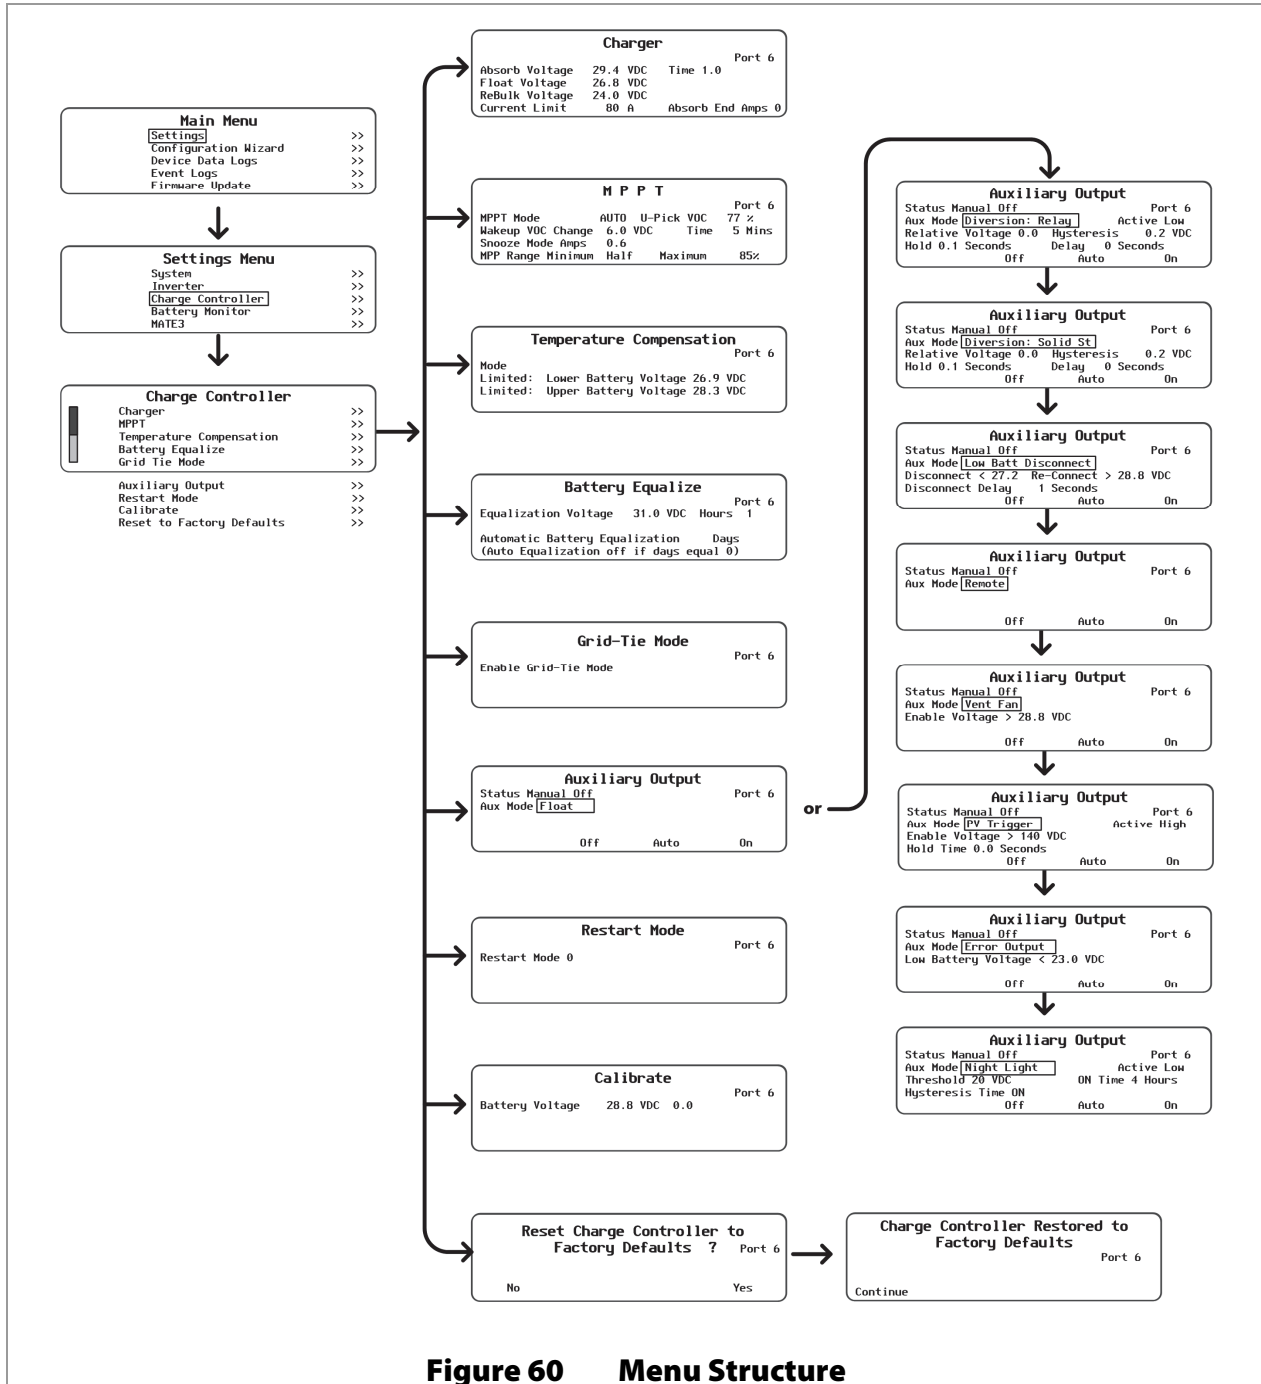 Main Menu
Settings >>
Configuration Wizard >>
Device Data Logs >>
Event Logs >>
Firmware Update >>
Settings Menu
System >>
Inverter >>
Charge Controller >>
Battery Monitor >>
MATE3 >>
Charge Controller
Charger >>
MPPT >>
Temperature Compensation >>
Battery Equalize >>
Grid Tie Mode >>
Auxiliary Output >>
Restart Mode >>
Calibrate >>
Reset to Factory Defaults >>
Charger
Port 6
Absorb Voltage 29.4 VDC Time 1.0
Float Voltage 26.8 VDC
ReBulk Voltage 24.0 VDC
Current Limit 80 A Absorb End Amps 0
M P P T
Port 6
MPPT Mode AUTO U-Pick VOC 77 %
Wakeup VOC Change 6.0 VDC Time 5 Mins
Snooze Mode Amps 0.6
MPP Range Minimum Half Maximum 85%
Temperature Compensation
Port 6
Mode
Limited: Lower Battery Voltage 26.9 VDC
Limited: Upper Battery Voltage 28.3 VDC
Battery Equalize
Port 6
Equalization Voltage 31.0 VDC Hours 1
Automatic Battery Equalization Days
(Auto Equalization off if days equal 0)
Grid-Tie Mode
Port 6
Enable Grid-Tie Mode
Auxiliary Output
Status Manual Off Port 6
Aux Mode Float
Off Auto On
or
Restart Mode
Port 6
Restart Mode 0
Calibrate
Port 6
Battery Voltage 28.8 VDC 0.0
Reset Charge Controller to
Factory Defaults ? Port 6
No Yes
Charge Controller Restored to
Factory Defaults
Port 6
Continue
Auxiliary Output
Status Manual Off Port 6
Aux Mode Diversion: Relay Active Low
Relative Voltage 0.0 Hysteresis 0.2 VDC
Hold 0.1 Seconds Delay 0 Seconds
Off Auto On
Auxiliary Output
Status Manual Off Port 6
Aux Mode Diversion: Solid St
Relative Voltage 0.0 Hysteresis 0.2 VDC
Hold 0.1 Seconds Delay 0 Seconds
Off Auto On
Auxiliary Output
Status Manual Off Port 6
Aux Mode Low Batt Disconnect
Disconnect < 27.2 Re-Connect > 28.8 VDC
Disconnect Delay 1 Seconds
Off Auto On
Auxiliary Output
Status Manual Off Port 6
Aux Mode Remote
Off Auto On
Auxiliary Output
Status Manual Off Port 6
Aux Mode Vent Fan
Enable Voltage > 28.8 VDC
Off Auto On
Auxiliary Output
Status Manual Off Port 6
Aux Mode PV Trigger Active High
Enable Voltage > 140 VDC
Hold Time 0.0 Seconds
Off Auto On
Auxiliary Output
Status Manual Off Port 6
Aux Mode Error Output
Low Battery Voltage < 23.0 VDC
Off Auto On
Auxiliary Output
Status Manual Off Port 6
Aux Mode Night Light Active Low
Threshold 20 VDC ON Time 4 Hours
Hysteresis Time ON
Off Auto On
Figure 60 Menu Structure